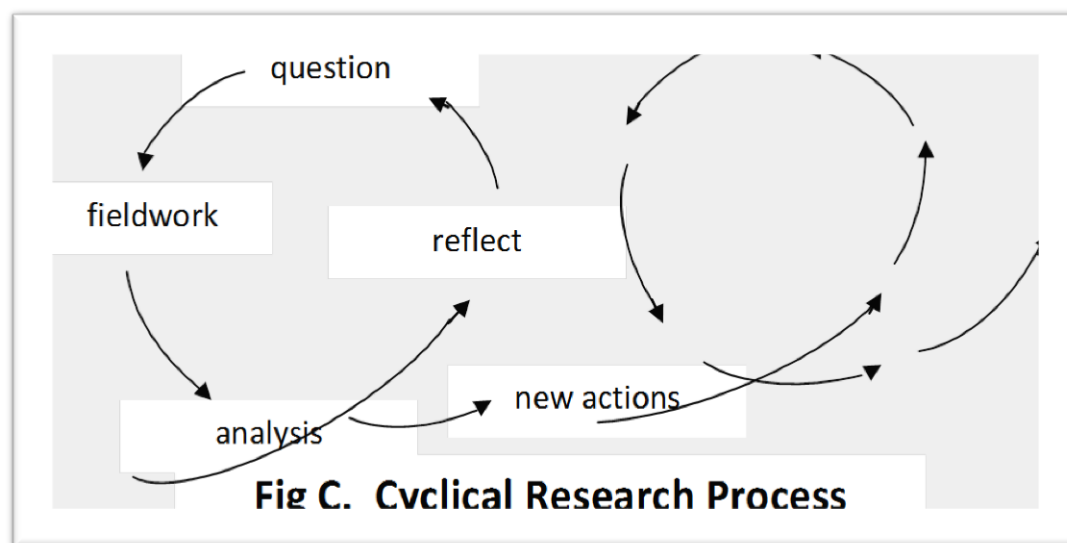 question
fieldwork
reflect
new actions
analysis
Fig C. Cyclical Research Process